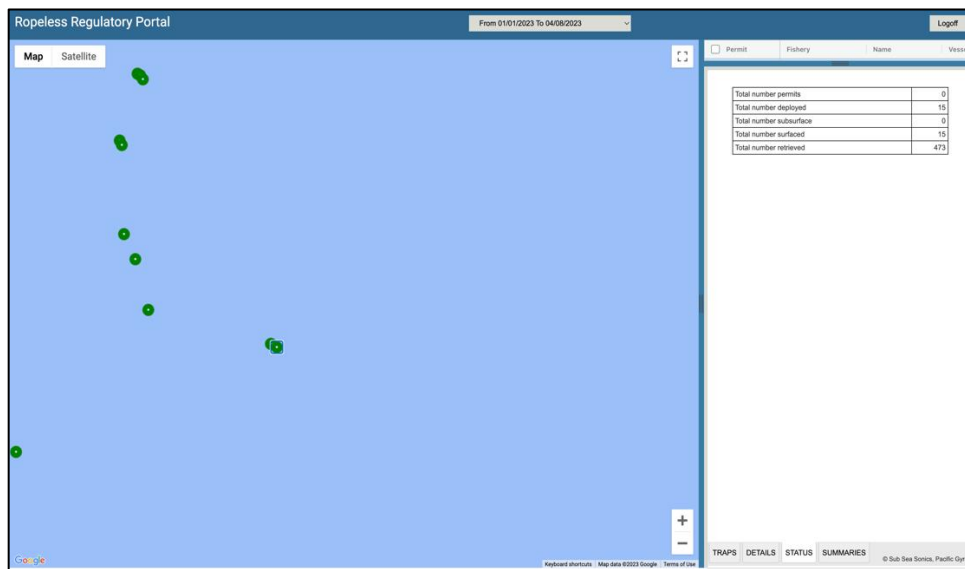 Ropeless Regulatory Portal
From 01/01/2023 To 04/08/2023
Logoff
Map Satellite
Permit Fishery Name Vesse
Total number permits 0
Total number deployed 15
Total number subsurface 0
Total number surfaced 15
Total number retrieved 473
TRAPS DETAILS STATUS SUMMARIES
© Sub Sea Sonics, Pacific Gyr
Google
Keyboard shortcuts Map data ©2023 Google Terms of Use